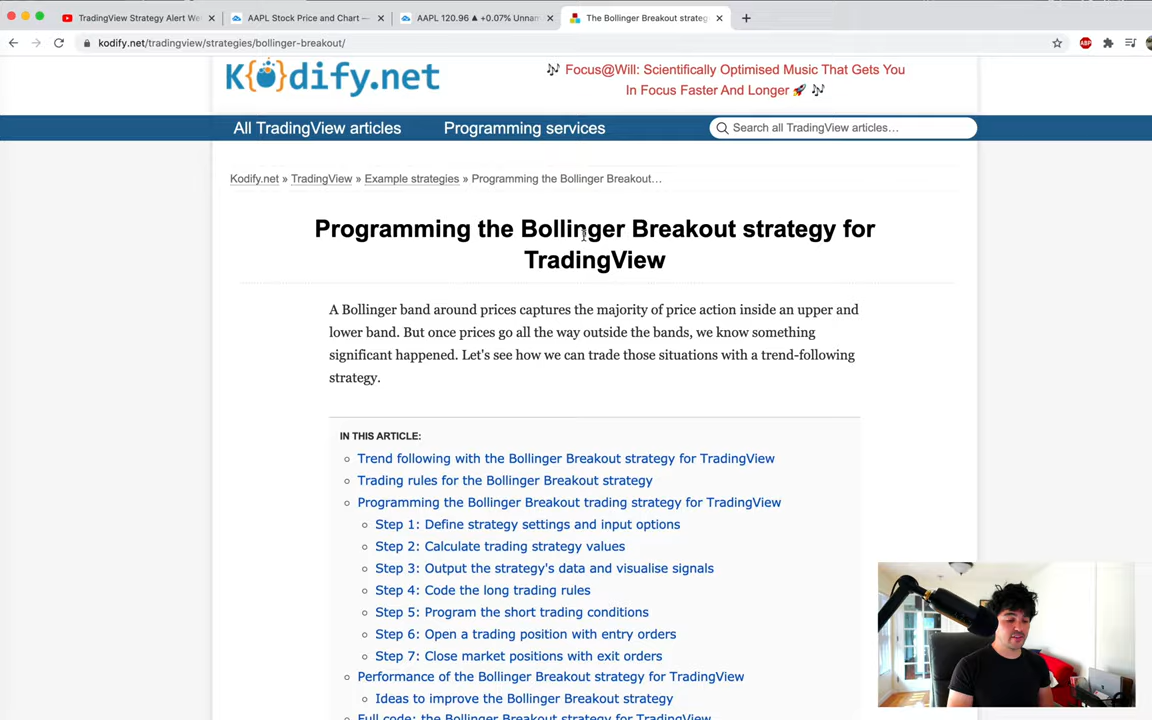 TradingView Strategy Alert We
AAPL Stock Price and Chart —
AAPL 120.96 ▲ +0.07% Unnam
The Bollinger Breakout strateg
kodify.net/tradingview/strategies/bollinger-breakout/
ABP
K{}dify.net
🎶 Focus@Will: Scientifically Optimised Music That Gets You
In Focus Faster And Longer 🚀 🎶
All TradingView articles
Programming services
Search all TradingView articles…
Kodify.net » TradingView » Example strategies » Programming the Bollinger Breakout…
Programming the Bollinger Breakout strategy for
TradingView
A Bollinger band around prices captures the majority of price action inside an upper and
lower band. But once prices go all the way outside the bands, we know something
significant happened. Let's see how we can trade those situations with a trend-following
strategy.
IN THIS ARTICLE:
Trend following with the Bollinger Breakout strategy for TradingView
Trading rules for the Bollinger Breakout strategy
Programming the Bollinger Breakout trading strategy for TradingView
Step 1: Define strategy settings and input options
Step 2: Calculate trading strategy values
Step 3: Output the strategy's data and visualise signals
Step 4: Code the long trading rules
Step 5: Program the short trading conditions
Step 6: Open a trading position with entry orders
Step 7: Close market positions with exit orders
Performance of the Bollinger Breakout strategy for TradingView
Ideas to improve the Bollinger Breakout strategy
Full code: the Bollinger Breakout strategy for TradingView